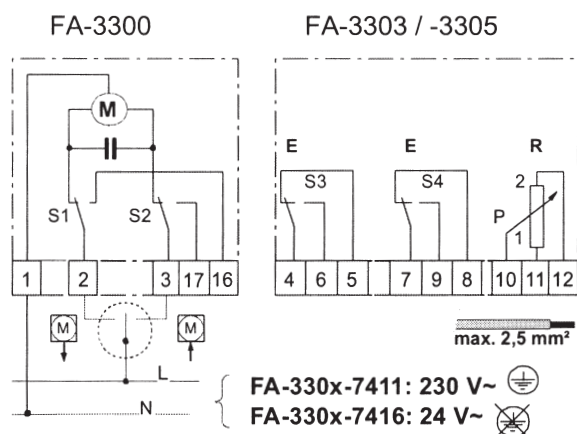 FA-3300
FA-3303 / -3305
M
E
E
R
S1
S2
S3
S4
2
P
1
1
2
3
17
16
4
6
5
7
9
8
10
11
12
M
M
max. 2,5 mm²
L
N
FA-330x-7411: 230 V~
FA-330x-7416: 24 V~